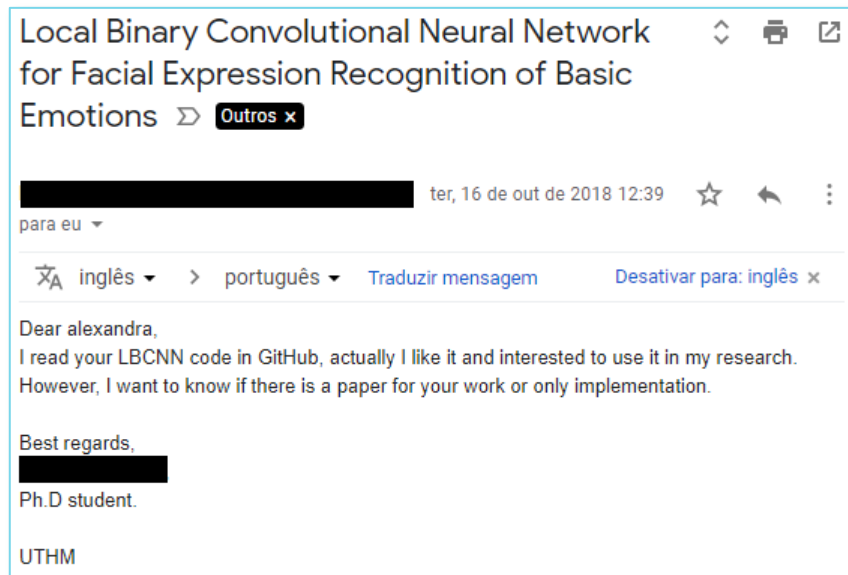 Local Binary Convolutional Neural Network
for Facial Expression Recognition of Basic
Emotions Outros x
ter, 16 de out de 2018 12:39
para eu
inglês > português Traduzir mensagem Desativar para: inglês x
Dear alexandra,
I read your LBCNN code in GitHub, actually I like it and interested to use it in my research.
However, I want to know if there is a paper for your work or only implementation.
Best regards,
Ph.D student.
UTHM